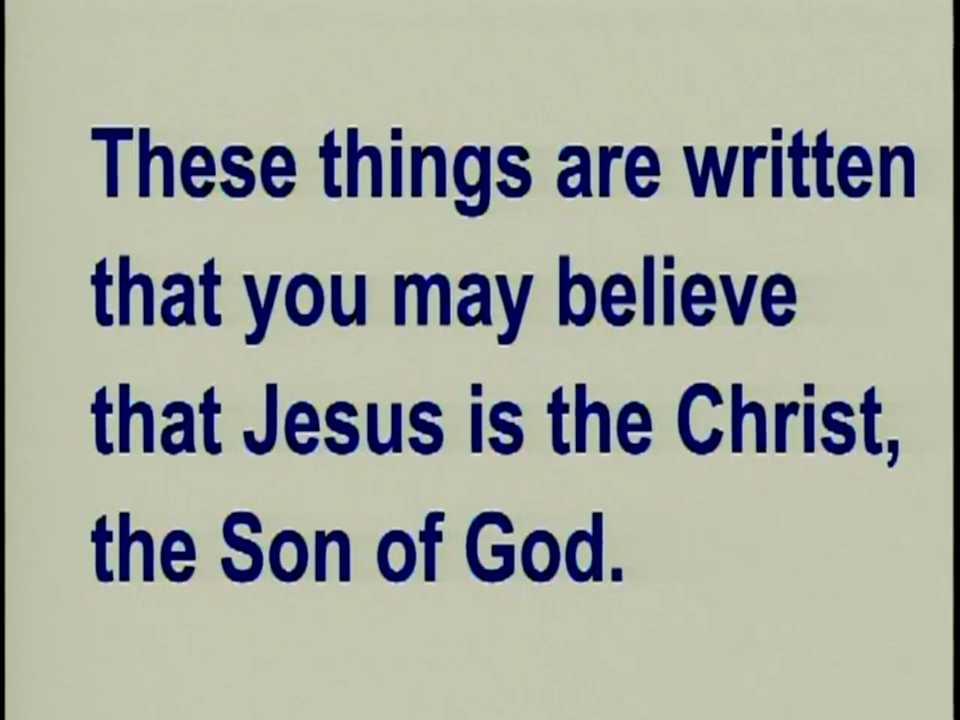 These things are written
that you may believe
that Jesus is the Christ,
the Son of God.